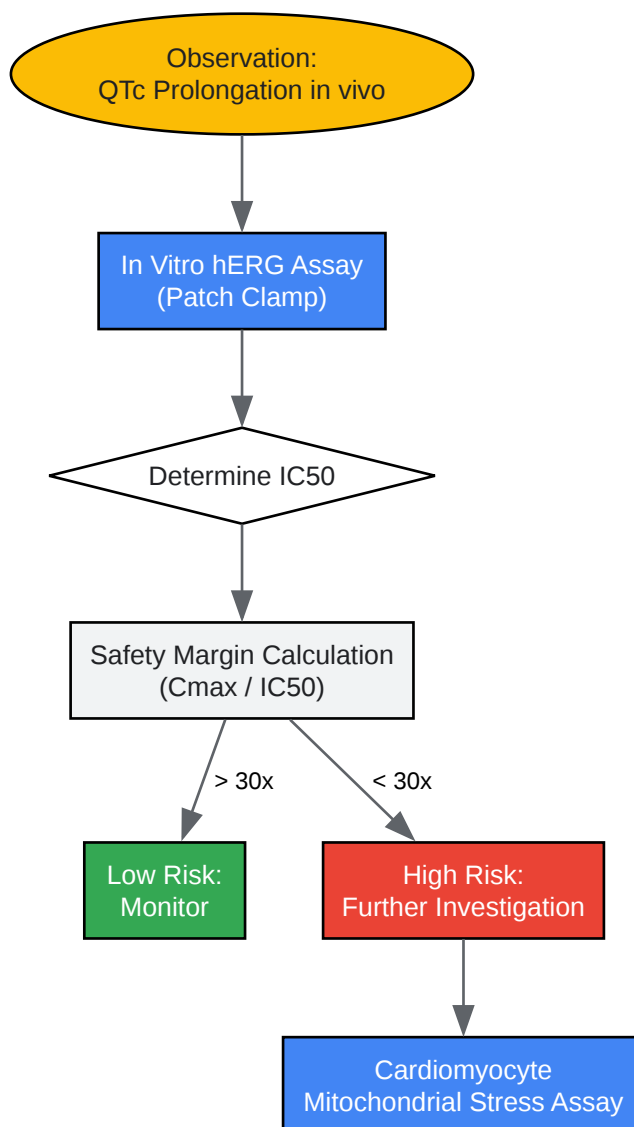 Observation:
QTc Prolongation in vivo
In Vitro hERG Assay
(Patch Clamp)
Determine IC50
Safety Margin Calculation
(Cmax / IC50)
> 30x
< 30x
Low Risk:
Monitor
High Risk:
Further Investigation
Cardiomyocyte
Mitochondrial Stress Assay